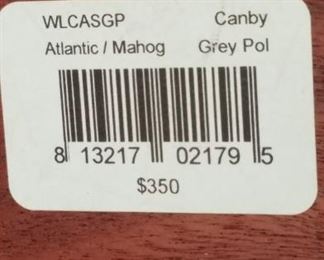 WLCASGP Canby
Atlantic / Mahog Grey Pol
8 13217 02179 5
$350